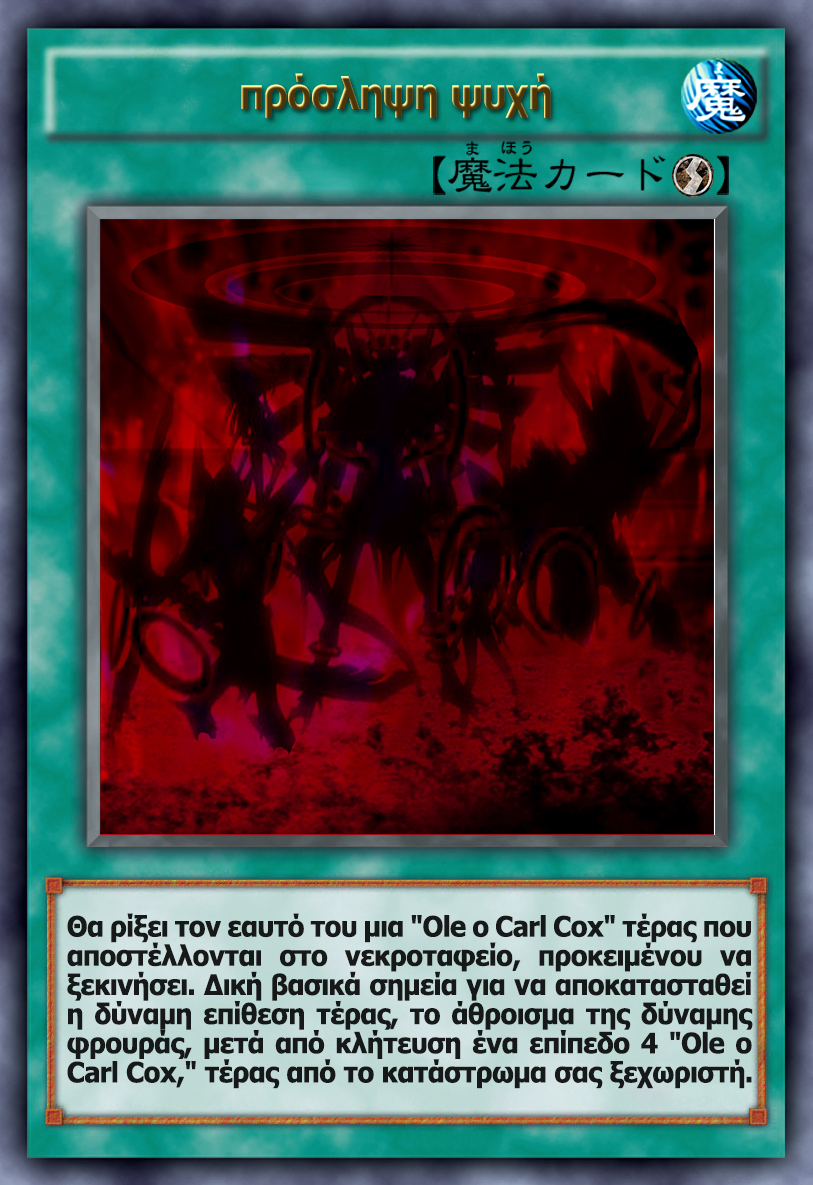 πρόσληψη ψυχή
魔
ま ほう
【魔法カード】
Θα ρίξει τον εαυτό του μια "Ole ο Carl Cox" τέρας που
αποστέλλονται στο νεκροταφείο, προκειμένου να
ξεκινήσει. Δική βασικά σημεία για να αποκατασταθεί
η δύναμη επίθεση τέρας, το άθροισμα της δύναμης
φρουράς, μετά από κλήτευση ένα επίπεδο 4 "Ole ο
Carl Cox," τέρας από το κατάστρωμα σας ξεχωριστή.